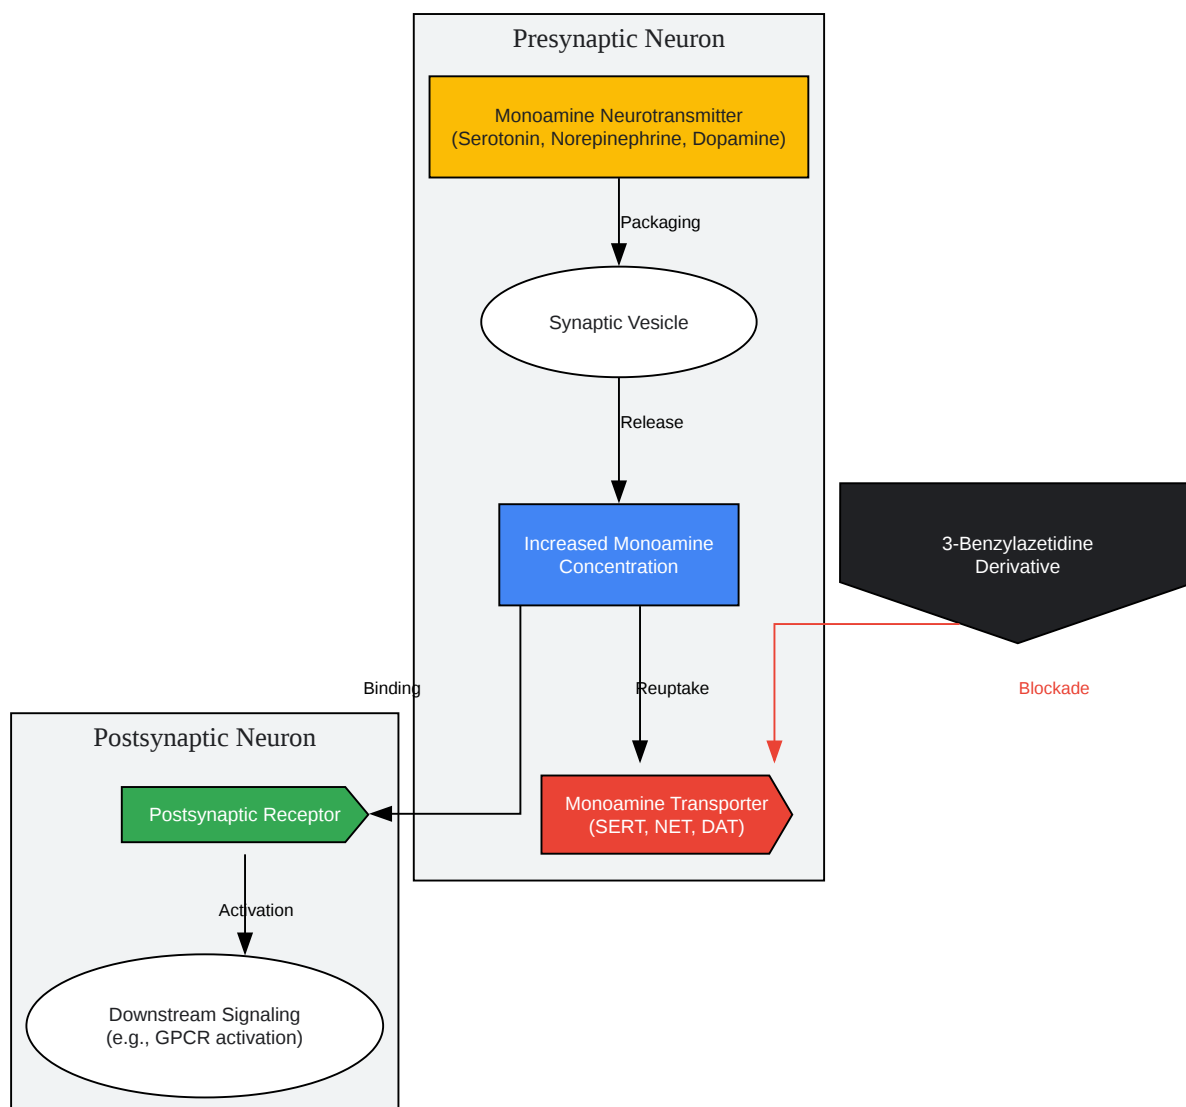 Presynaptic Neuron
Monoamine Neurotransmitter
(Serotonin, Norepinephrine, Dopamine)
Packaging
Synaptic Vesicle
Release
Increased Monoamine
Concentration
3-Benzylazetidine
Derivative
Binding
Reuptake
Blockade
Postsynaptic Neuron
Postsynaptic Receptor
Monoamine Transporter
(SERT, NET, DAT)
Activation
Downstream Signaling
(e.g., GPCR activation)